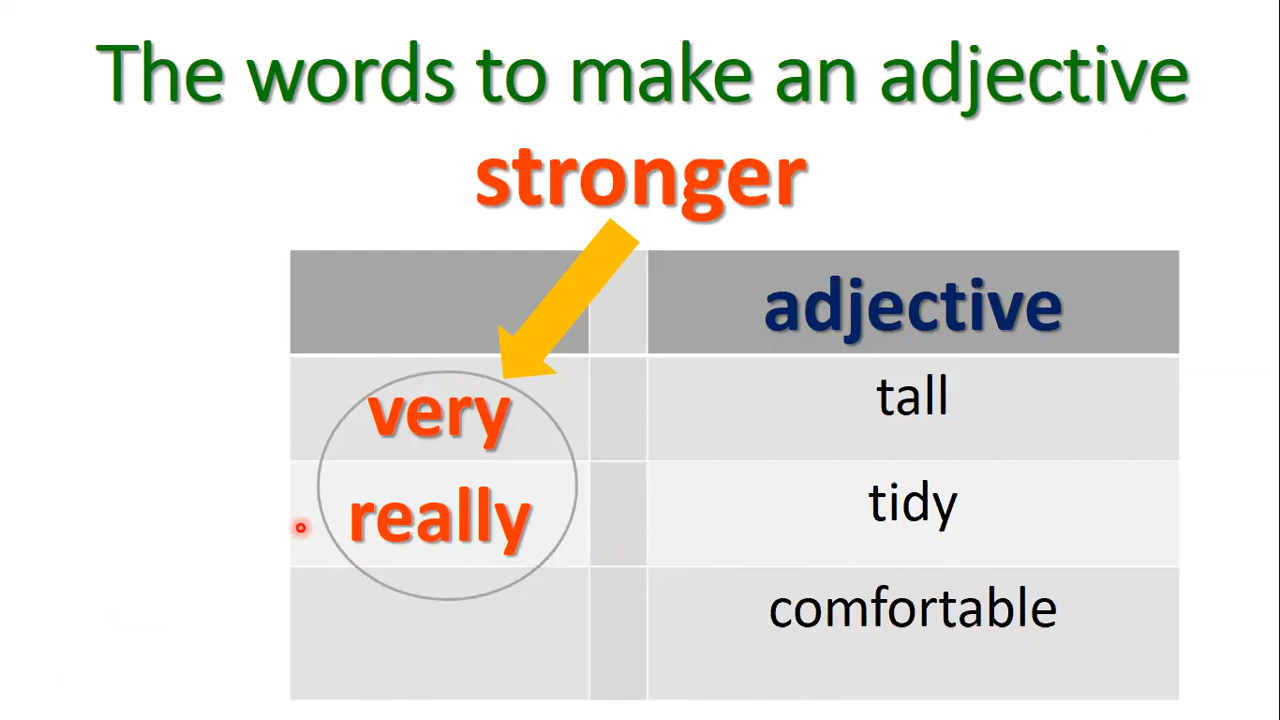 The words to make an adjective
stronger
adjective
very
tall
really
tidy
comfortable